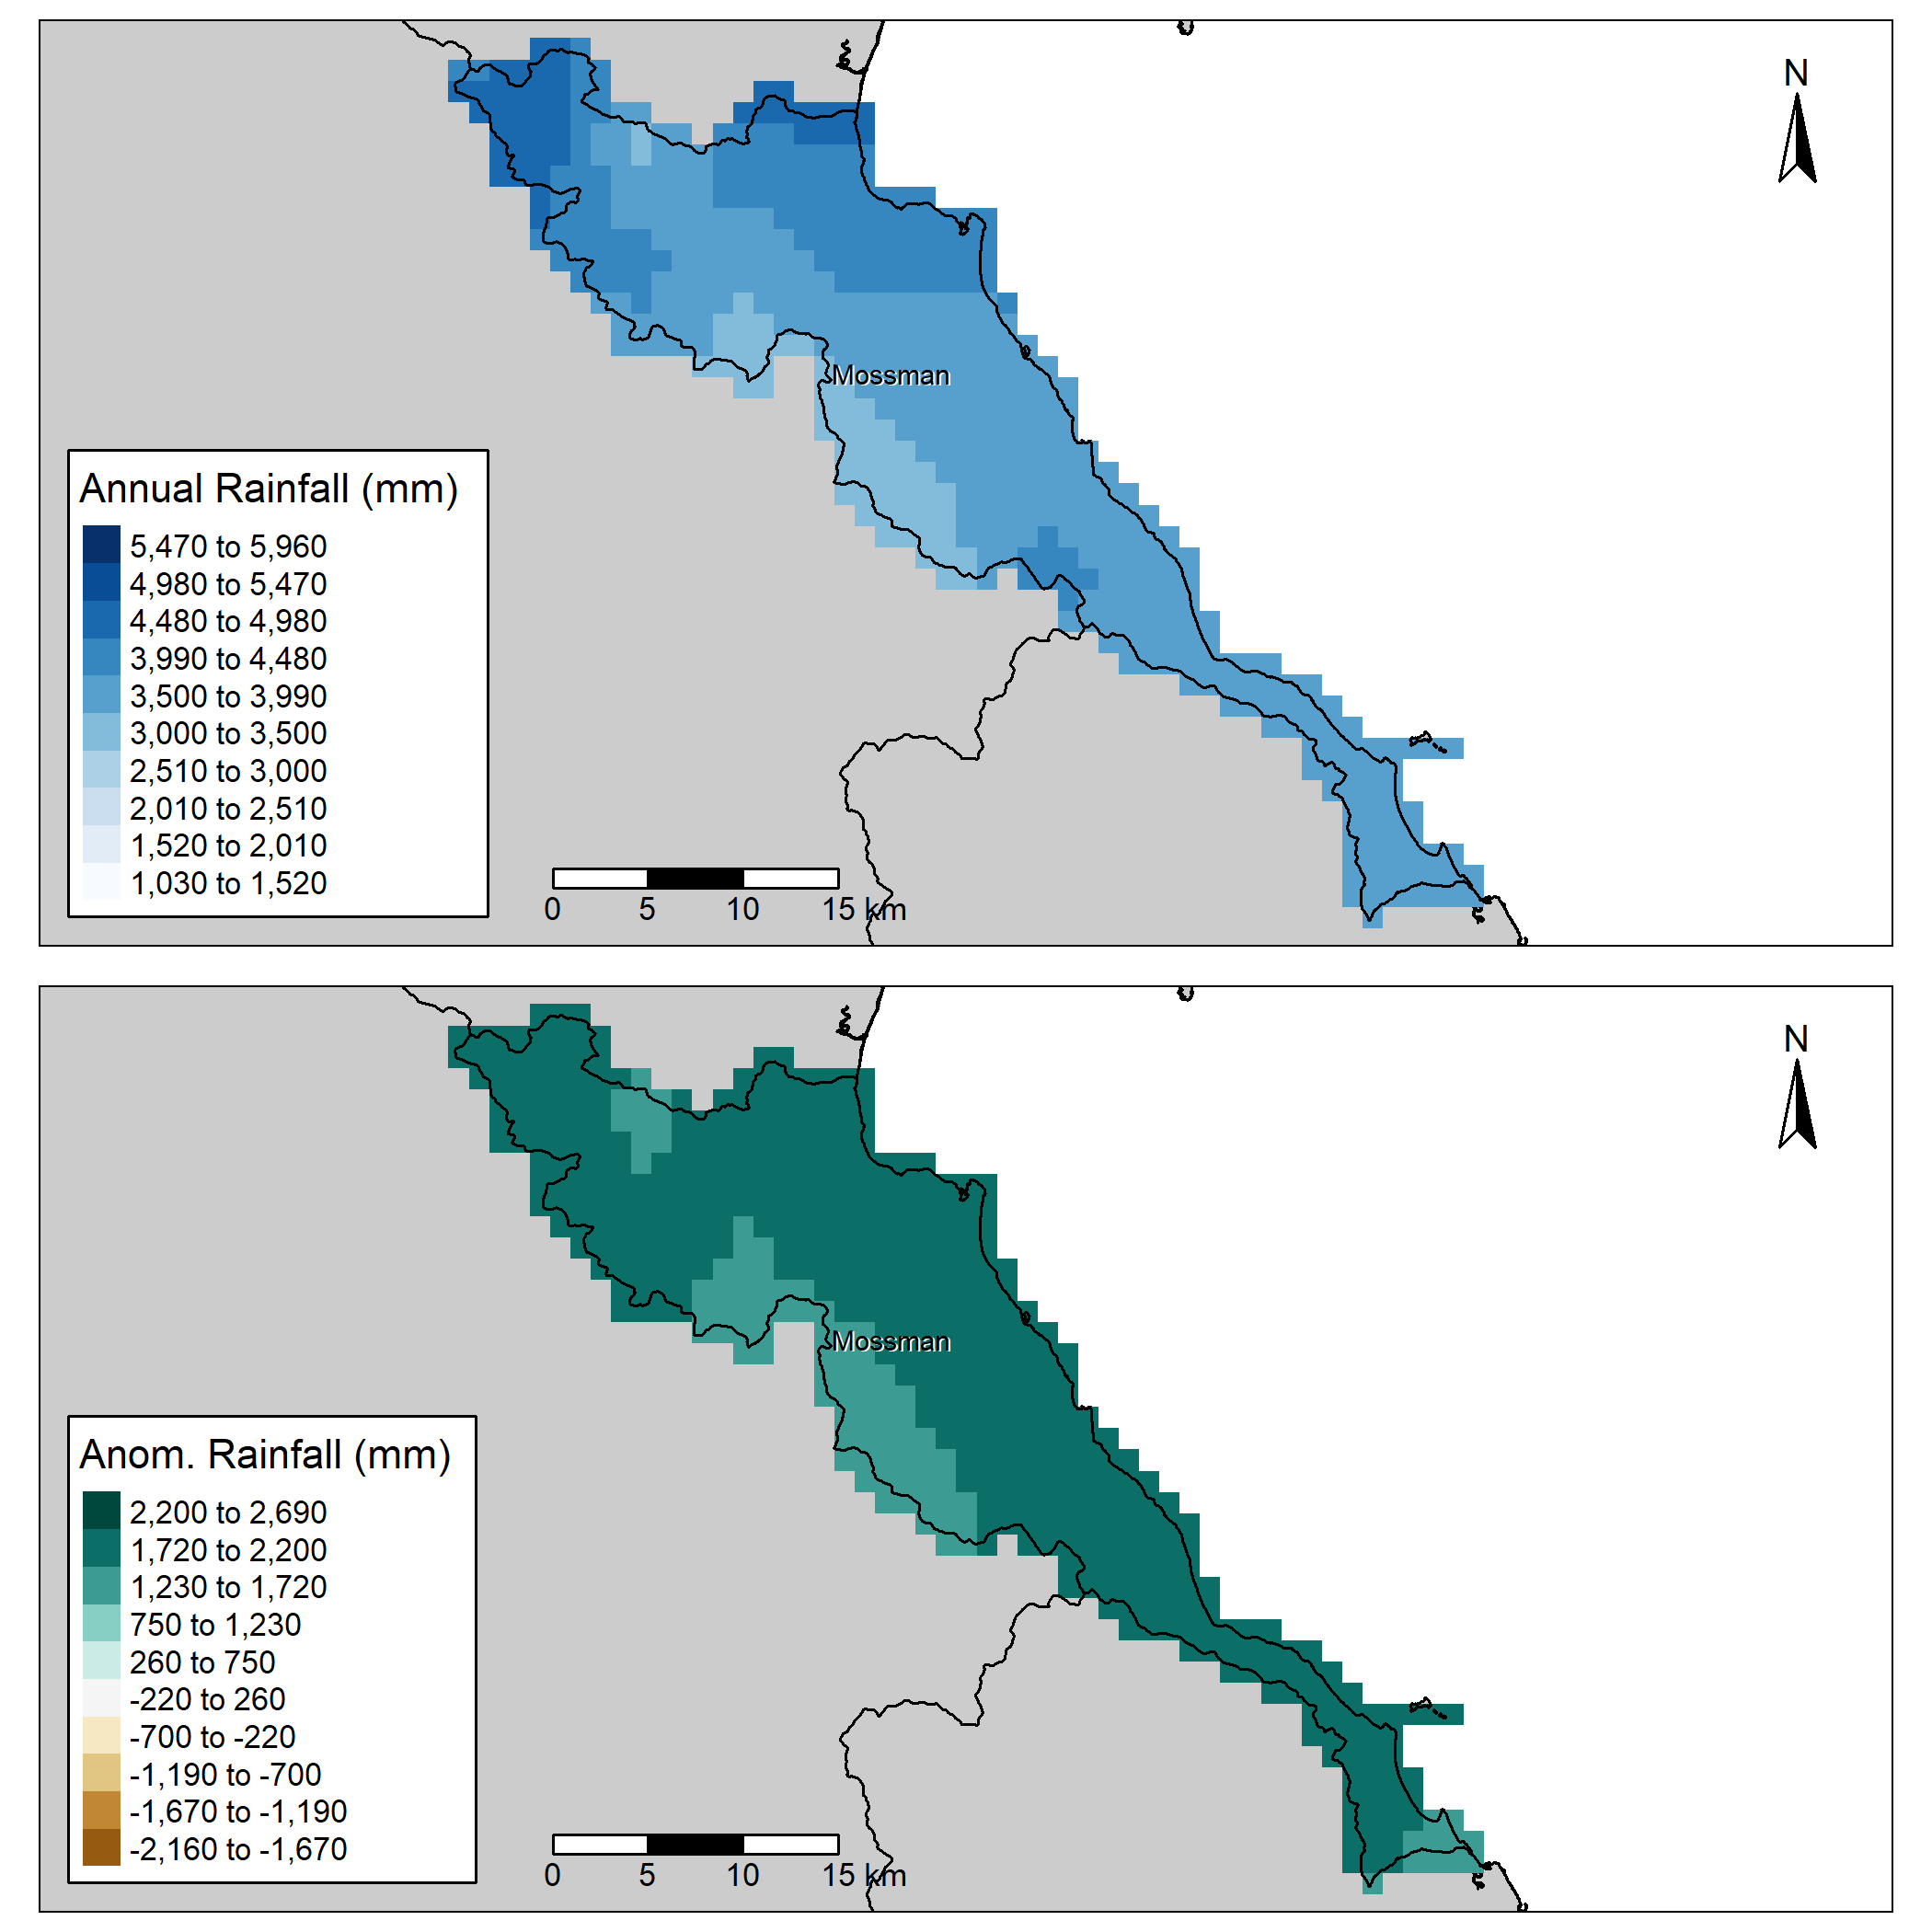 N
Mossman
Annual Rainfall (mm)
5,470 to 5,960
4,980 to 5,470
4,480 to 4,980
3,990 to 4,480
3,500 to 3,990
3,000 to 3,500
2,510 to 3,000
2,010 to 2,510
1,520 to 2,010
1,030 to 1,520
0 5 10 15 km
N
Mossman
Anom. Rainfall (mm)
2,200 to 2,690
1,720 to 2,200
1,230 to 1,720
750 to 1,230
260 to 750
-220 to 260
-700 to -220
-1,190 to -700
-1,670 to -1,190
-2,160 to -1,670
0 5 10 15 km